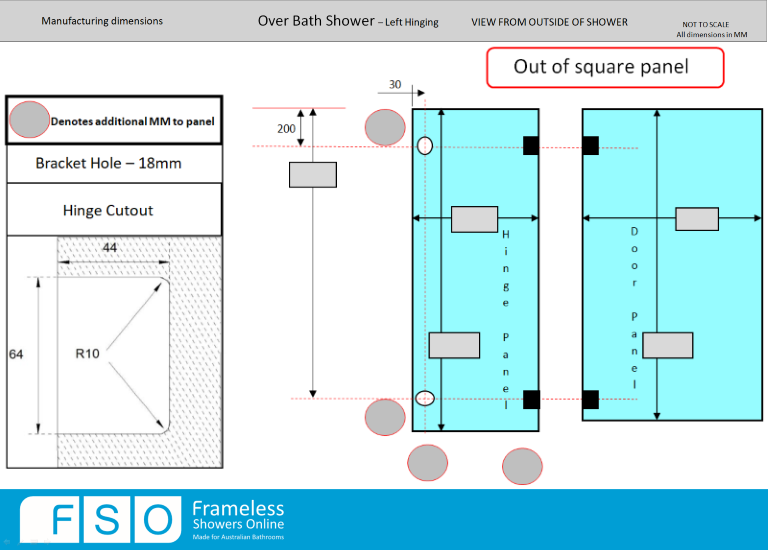 Manufacturing dimensions
Over Bath Shower – Left Hinging
VIEW FROM OUTSIDE OF SHOWER
NOT TO SCALE
All dimensions in MM
Out of square panel
Denotes additional MM to panel
Bracket Hole – 18mm
Hinge Cutout
44
64
R10
30
200
Hinge Panel
Door Panel
FSO
Frameless
Showers Online
Made for Australian Bathrooms